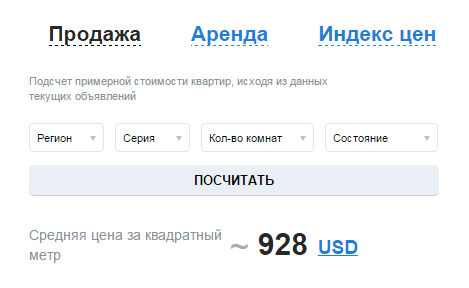 Продажа Аренда Индекс цен
Подсчет примерной стоимости квартир, исходя из данных
текущих объявлений
Регион Серия Кол-во комнат Состояние
ПОСЧИТАТЬ
Средняя цена за квадратный
метр ~ 928 USD